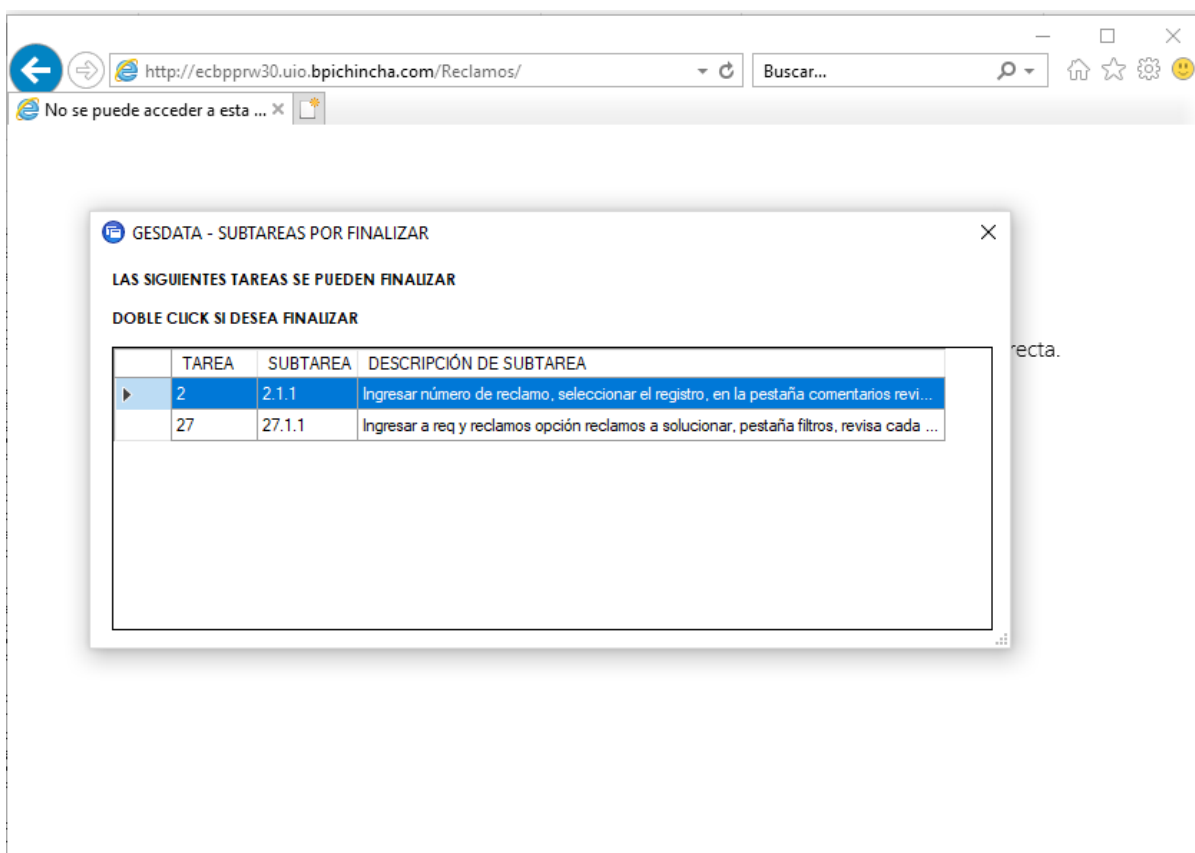 http://ecbpprw30.uio.bpichincha.com/Reclamos/
Buscar...
No se puede acceder a esta ...
GESDATA - SUBTAREAS POR FINALIZAR
LAS SIGUIENTES TAREAS SE PUEDEN FINALIZAR
DOBLE CLICK SI DESEA FINALIZAR
recta.
TAREA SUBTAREA DESCRIPCIÓN DE SUBTAREA
2 2.1.1 Ingresar número de reclamo, seleccionar el registro, en la pestaña comentarios revi...
27 27.1.1 Ingresar a req y reclamos opción reclamos a solucionar, pestaña filtros, revisa cada ...